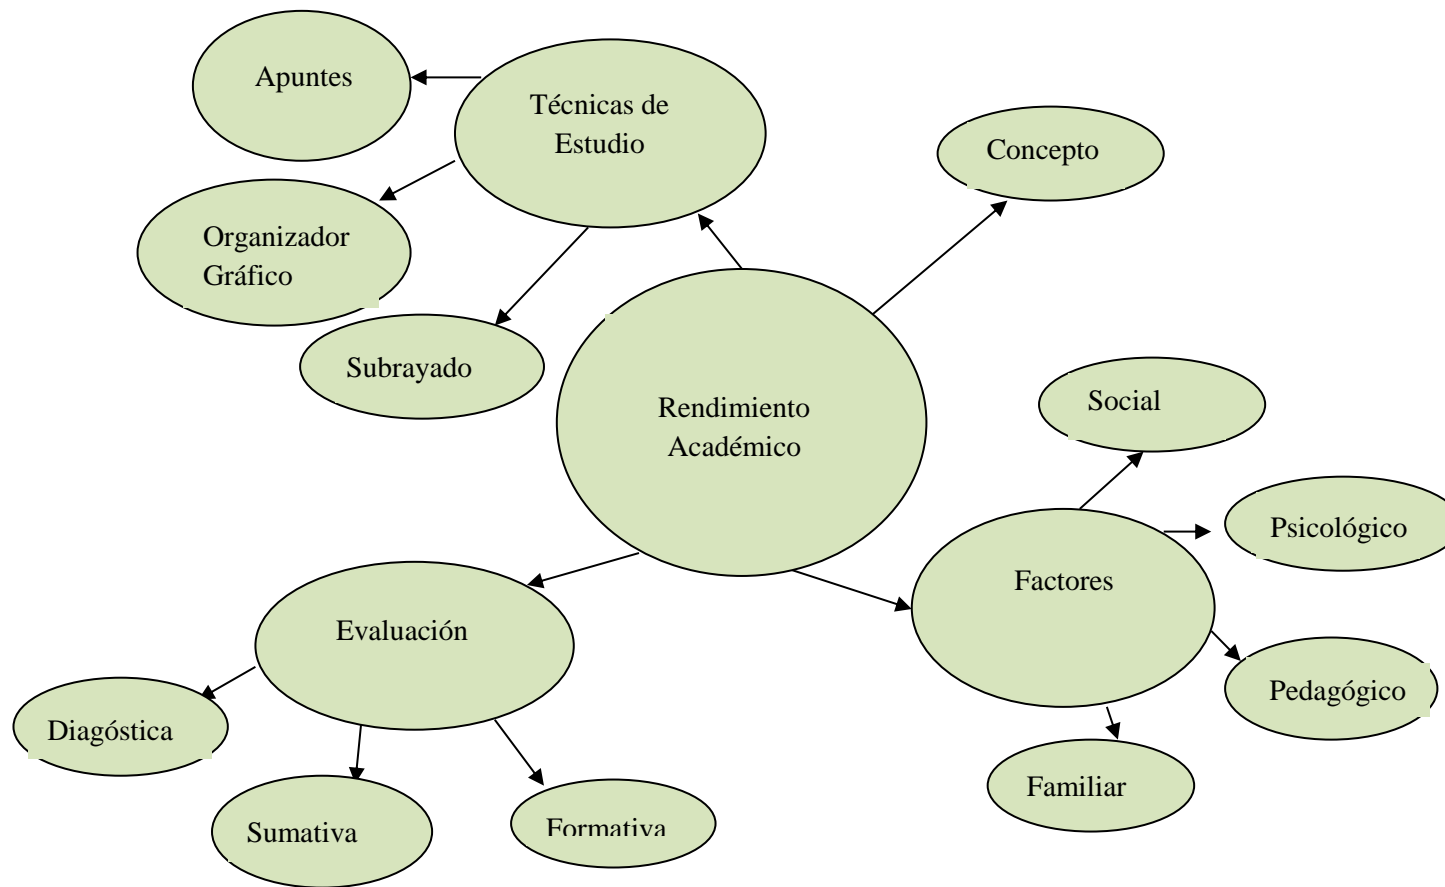 Apuntes
Técnicas de
Estudio
Concepto
Organizador
Gráfico
Subrayado
Rendimiento
Académico
Social
Psicológico
Factores
Pedagógico
Familiar
Evaluación
Diagóstica
Sumativa
Formativa